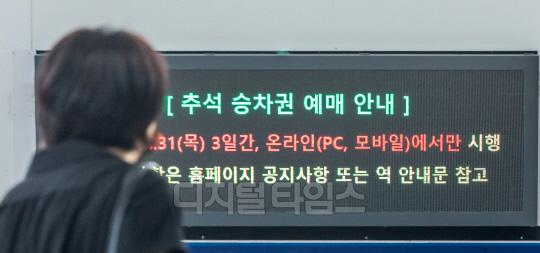 [ 추석 승차권 예매 안내 ]
.31(목) 3일간, 온라인(PC, 모바일)에서만 시행
홈페이지 공지사항 또는 역 안내문 참고
디지털타임스